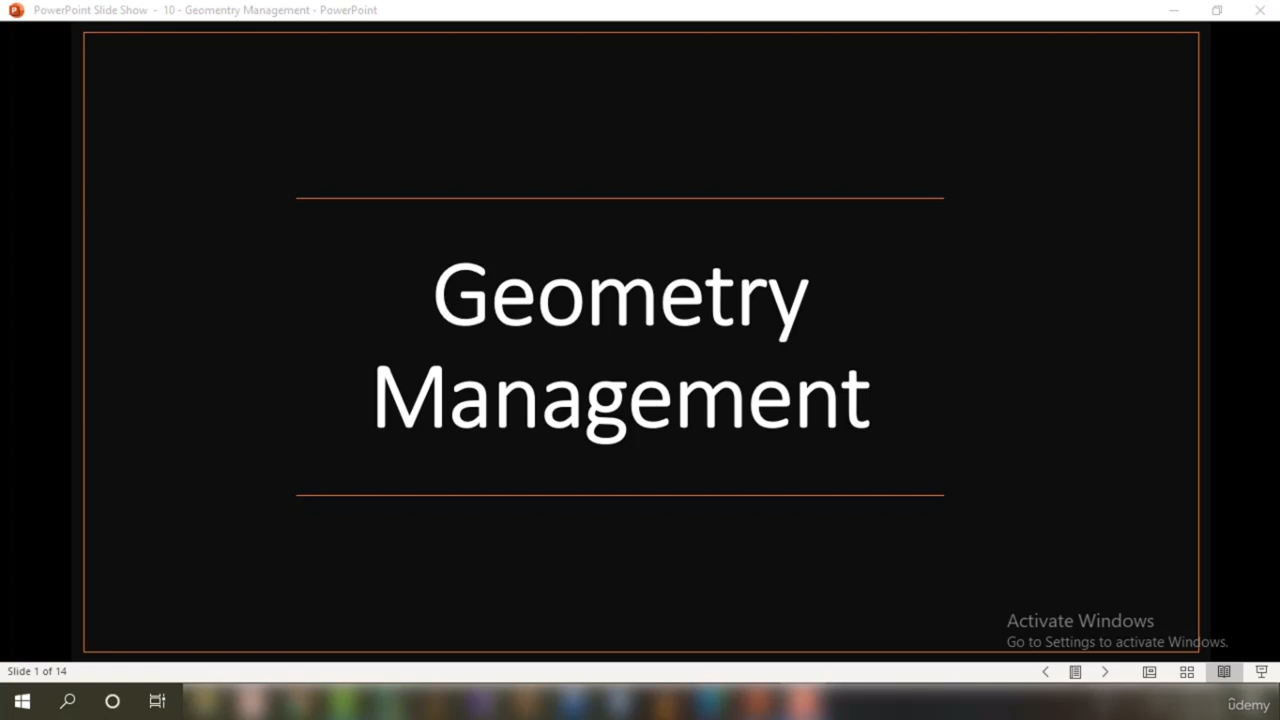 PowerPoint Slide Show - 10 - Geomentry Management - PowerPoint
Geometry
Management
Activate Windows
Go to Settings to activate Windows.
Slide 1 of 14
ûdemy